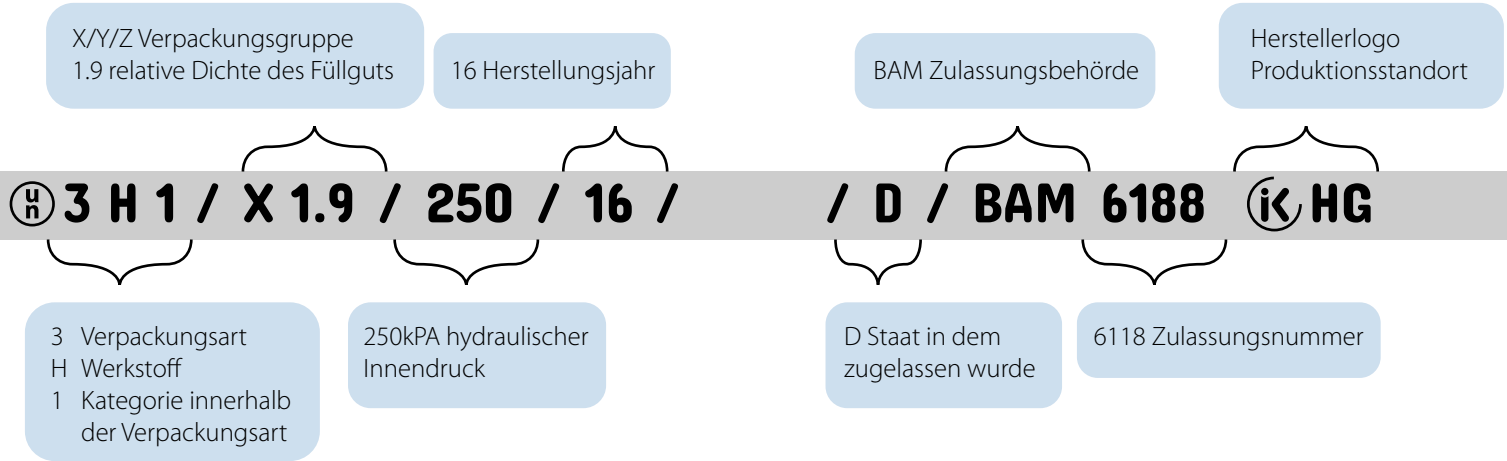 X/Y/Z Verpackungsgruppe
1.9 relative Dichte des Füllguts
16 Herstellungsjahr
BAM Zulassungsbehörde
Herstellerlogo
Produktionsstandort
un 3 H 1 / X 1.9 / 250 / 16 / / D / BAM 6188 iK HG
3 Verpackungsart
H Werkstoff
1 Kategorie innerhalb
der Verpackungsart
250kPA hydraulischer
Innendruck
D Staat in dem
zugelassen wurde
6118 Zulassungsnummer